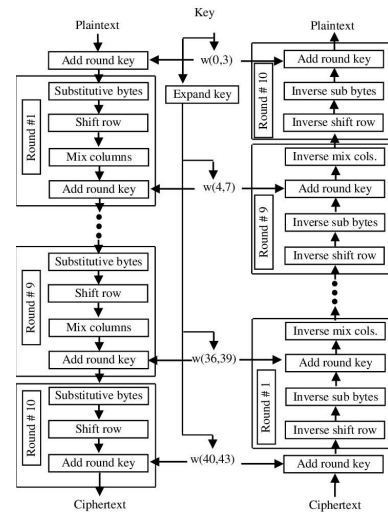 Plaintext
Add round key
Round #1
Substitutive bytes
Shift row
Mix columns
Add round key
Round # 9
Substitutive bytes
Shift row
Mix columns
Add round key
Round # 10
Substitutive bytes
Shift row
Add round key
Ciphertext
Key
w(0,3)
Expand key
w(4,7)
w(36,39)
w(40,43)
Plaintext
Add round key
Inverse sub bytes
Inverse shift row
Round # 10
Inverse mix cols.
Add round key
Inverse sub bytes
Inverse shift row
Round # 9
Inverse mix cols.
Add round key
Inverse sub bytes
Inverse shift row
Round # 1
Add round key
Ciphertext